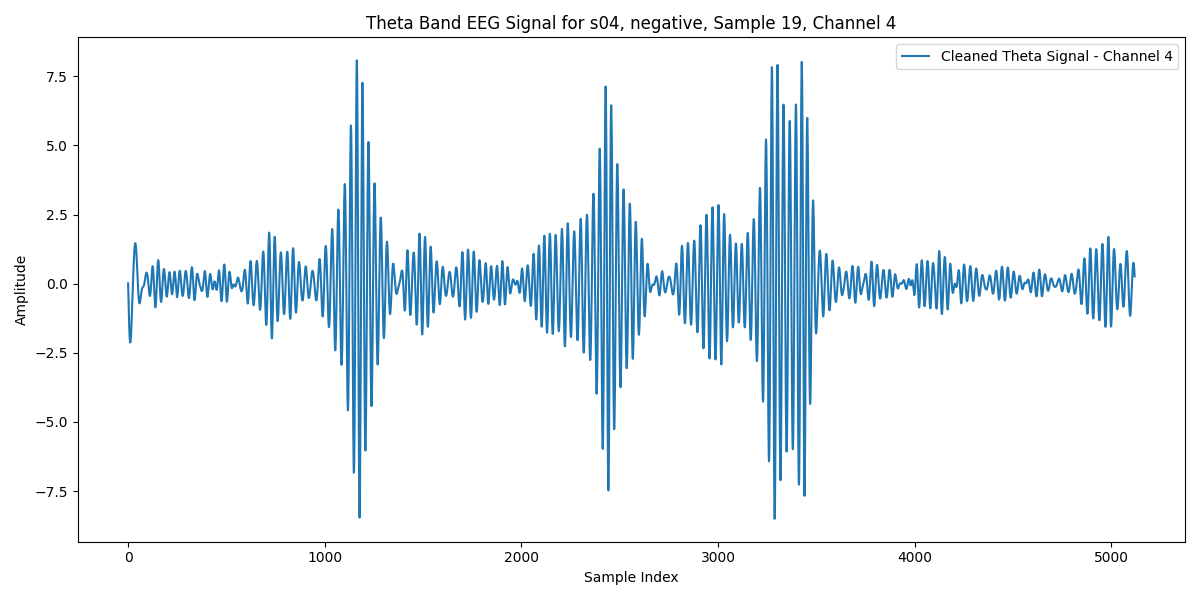 Theta Band EEG Signal for s04, negative, Sample 19, Channel 4
Cleaned Theta Signal - Channel 4
7.5
5.0
2.5
0.0
−2.5
−5.0
−7.5
Amplitude
0 1000 2000 3000 4000 5000
Sample Index